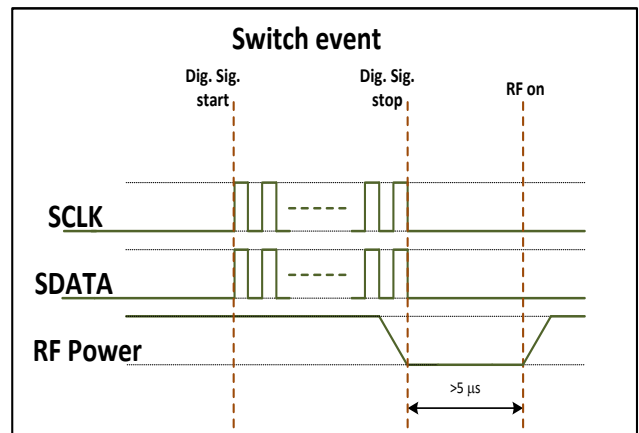 Switch event
Dig. Sig.
start
Dig. Sig.
stop
RF on
SCLK
SDATA
RF Power
>5 µs